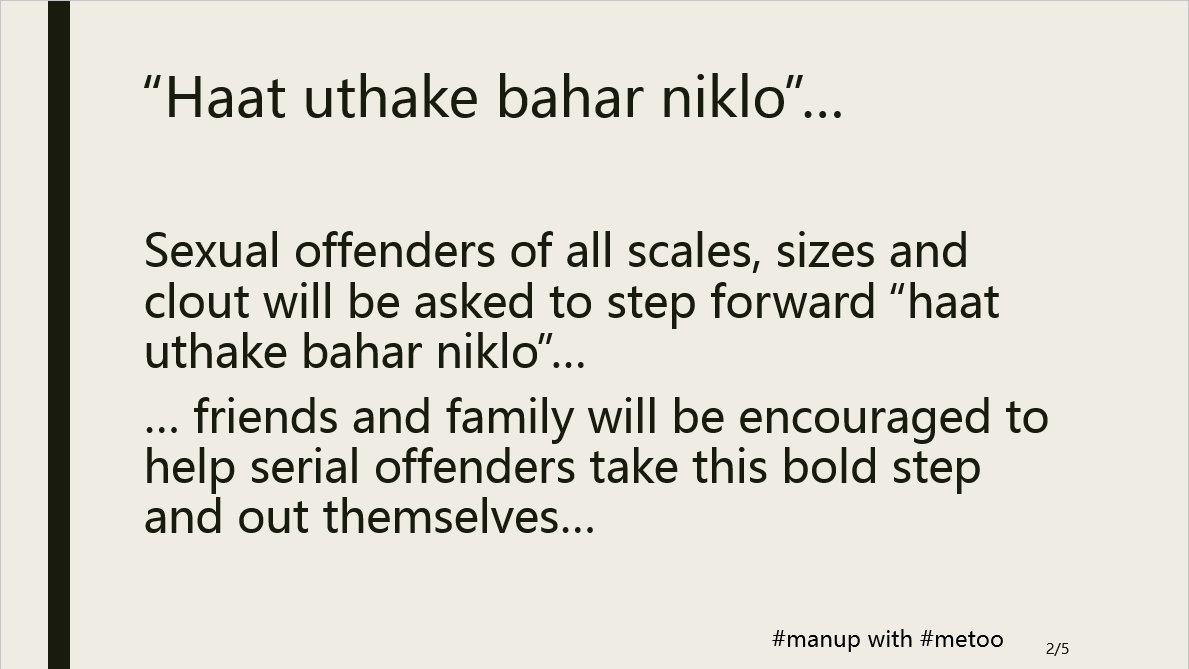 “Haat uthake bahar niklo”...
Sexual offenders of all scales, sizes and
clout will be asked to step forward “haat
uthake bahar niklo”...
... friends and family will be encouraged to
help serial offenders take this bold step
and out themselves...
#manup with #metoo
2/5